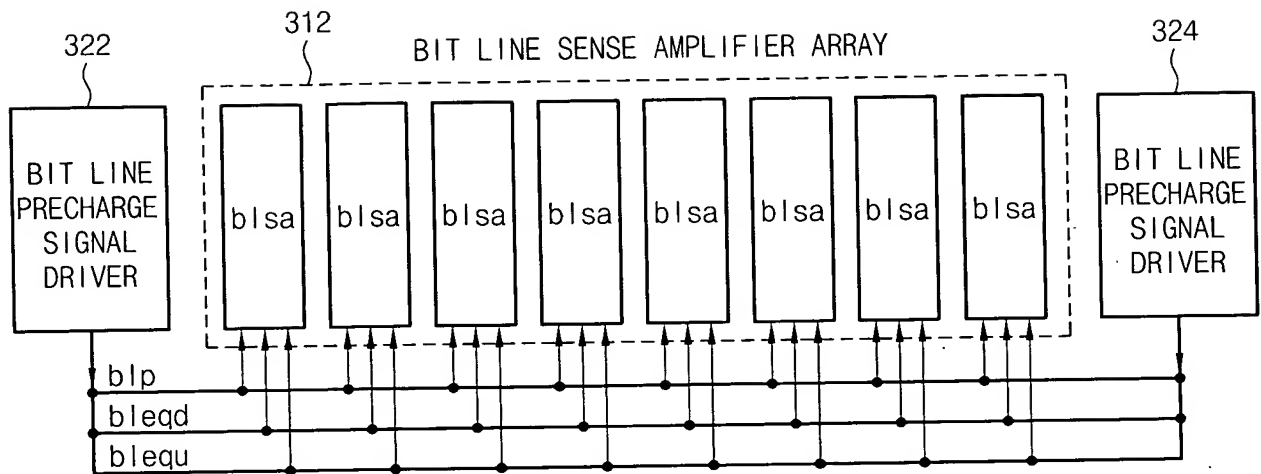 322
312
BIT LINE SENSE AMPLIFIER ARRAY
324
BIT LINE
PRECHARGE
SIGNAL
DRIVER
blsa
blsa
blsa
blsa
blsa
blsa
blsa
blsa
BIT LINE
PRECHARGE
SIGNAL
DRIVER
blp
bleqd
blequ